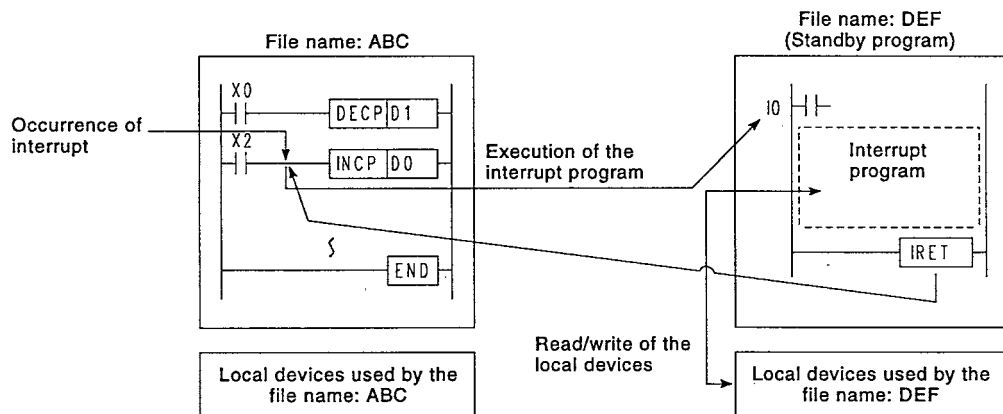 File name: ABC
File name: DEF
(Standby program)
X0
DECP D1
Occurrence of
interrupt
X2
INCP D0
Execution of the
interrupt program
I0
Interrupt
program
END
IRET
Read/write of the
local devices
Local devices used by the
file name: ABC
Local devices used by the
file name: DEF